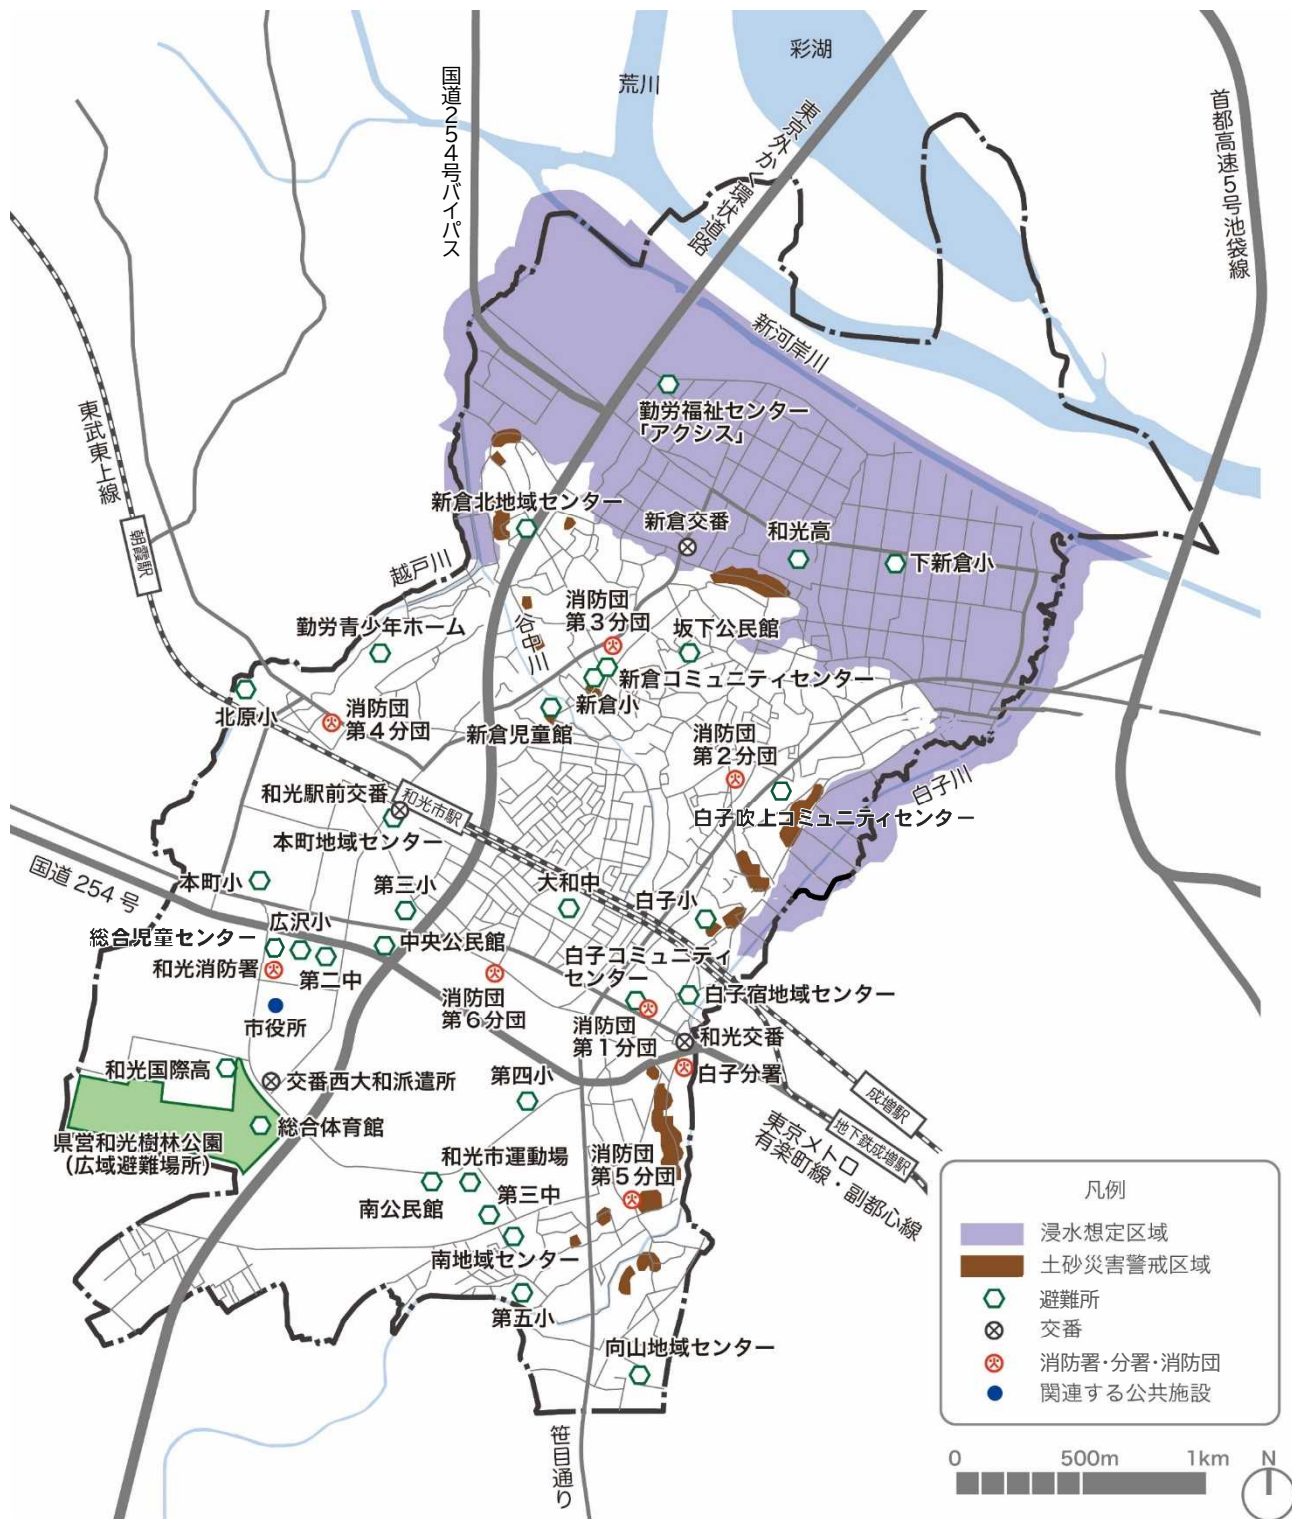 彩湖
荒川
国道254号バイパス
東京外かく環状道路
首都高速5号池袋線
新河岸川
勤労福祉センター
「アクシス」
東武東上線
朝霞駅
新倉北地域センター
新倉交番
和光高
下新倉小
越戸川
谷中川
消防団
第3分団
勤労青少年ホーム
坂下公民館
新倉コミュニティセンター
新倉小
北原小
消防団
第4分団
新倉児童館
消防団
第2分団
白子川
和光駅前交番
和光市駅
白子吹上コミュニティセンター
本町地域センター
国道254号
本町小
第三小
大和中
白子小
広沢小
総合児童センター
中央公民館
白子コミュニティ
センター
和光消防署
第二中
消防団
第6分団
白子宿地域センター
市役所
消防団
第1分団
和光交番
和光国際高
交番西大和派遣所
第四小
白子分署
成増駅
地下鉄成増駅
東京メトロ
有楽町線・副都心線
総合体育館
県営和光樹林公園
(広域避難場所)
和光市運動場
消防団
第5分団
南公民館
第三中
南地域センター
第五小
向山地域センター
笹目通り
凡例
浸水想定区域
土砂災害警戒区域
避難所
交番
消防署・分署・消防団
関連する公共施設
0 500m 1km
N